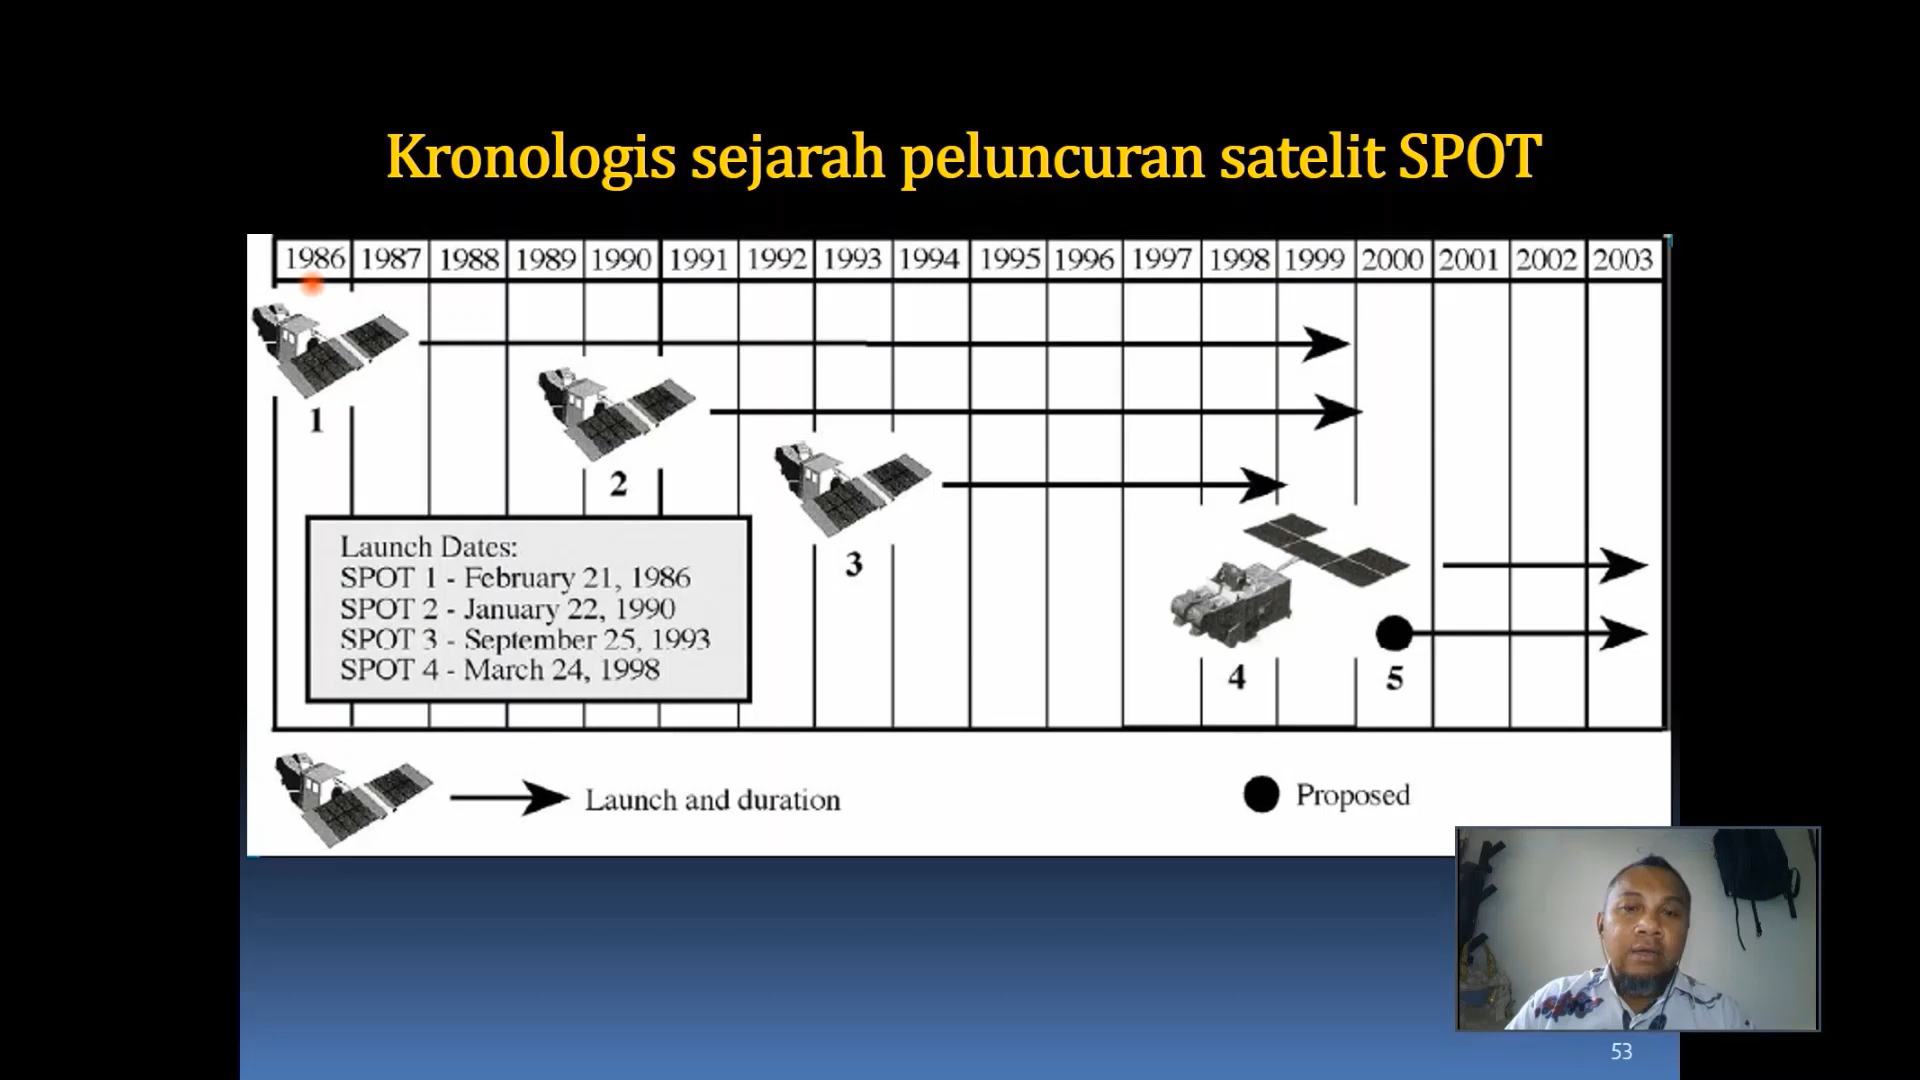 Kronologis sejarah peluncuran satelit SPOT
1986 1987 1988 1989 1990 1991 1992 1993 1994 1995 1996 1997 1998 1999 2000 2001 2002 2003
1
2
3
4
5
Launch Dates:
SPOT 1 - February 21, 1986
SPOT 2 - January 22, 1990
SPOT 3 - September 25, 1993
SPOT 4 - March 24, 1998
Launch and duration
Proposed
53